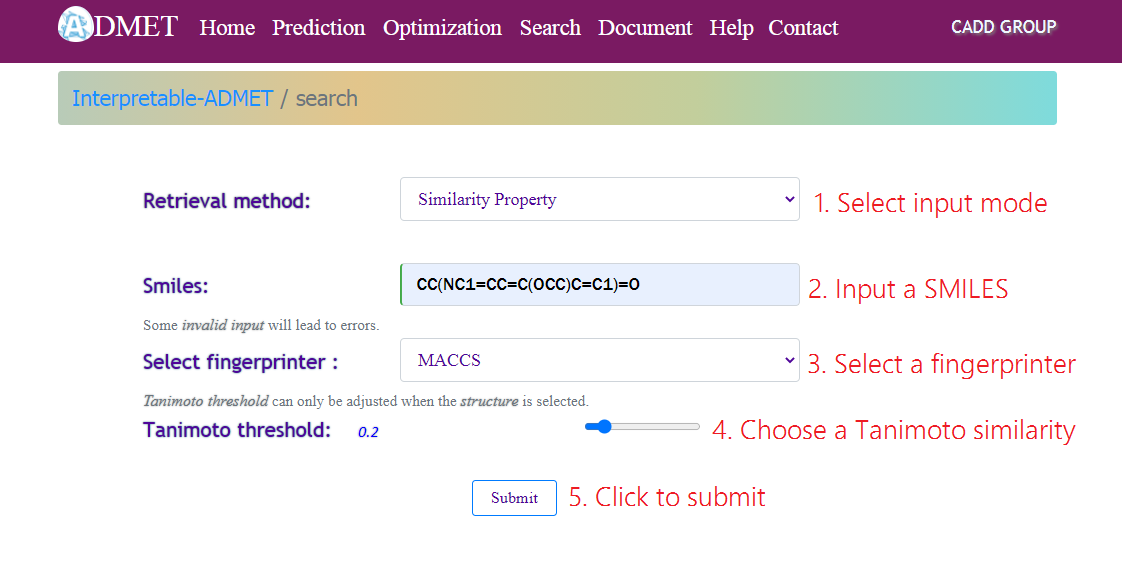 ADMET Home Prediction Optimization Search Document Help Contact CADD GROUP
Interpretable-ADMET / search
Retrieval method: Similarity Property 1. Select input mode
Smiles: CC(NC1=CC=C(OCC)C=C1)=O 2. Input a SMILES
Some invalid input will lead to errors.
Select fingerprinter : MACCS 3. Select a fingerprinter
Tanimoto threshold can only be adjusted when the structure is selected.
Tanimoto threshold: 0.2 4. Choose a Tanimoto similarity
Submit 5. Click to submit